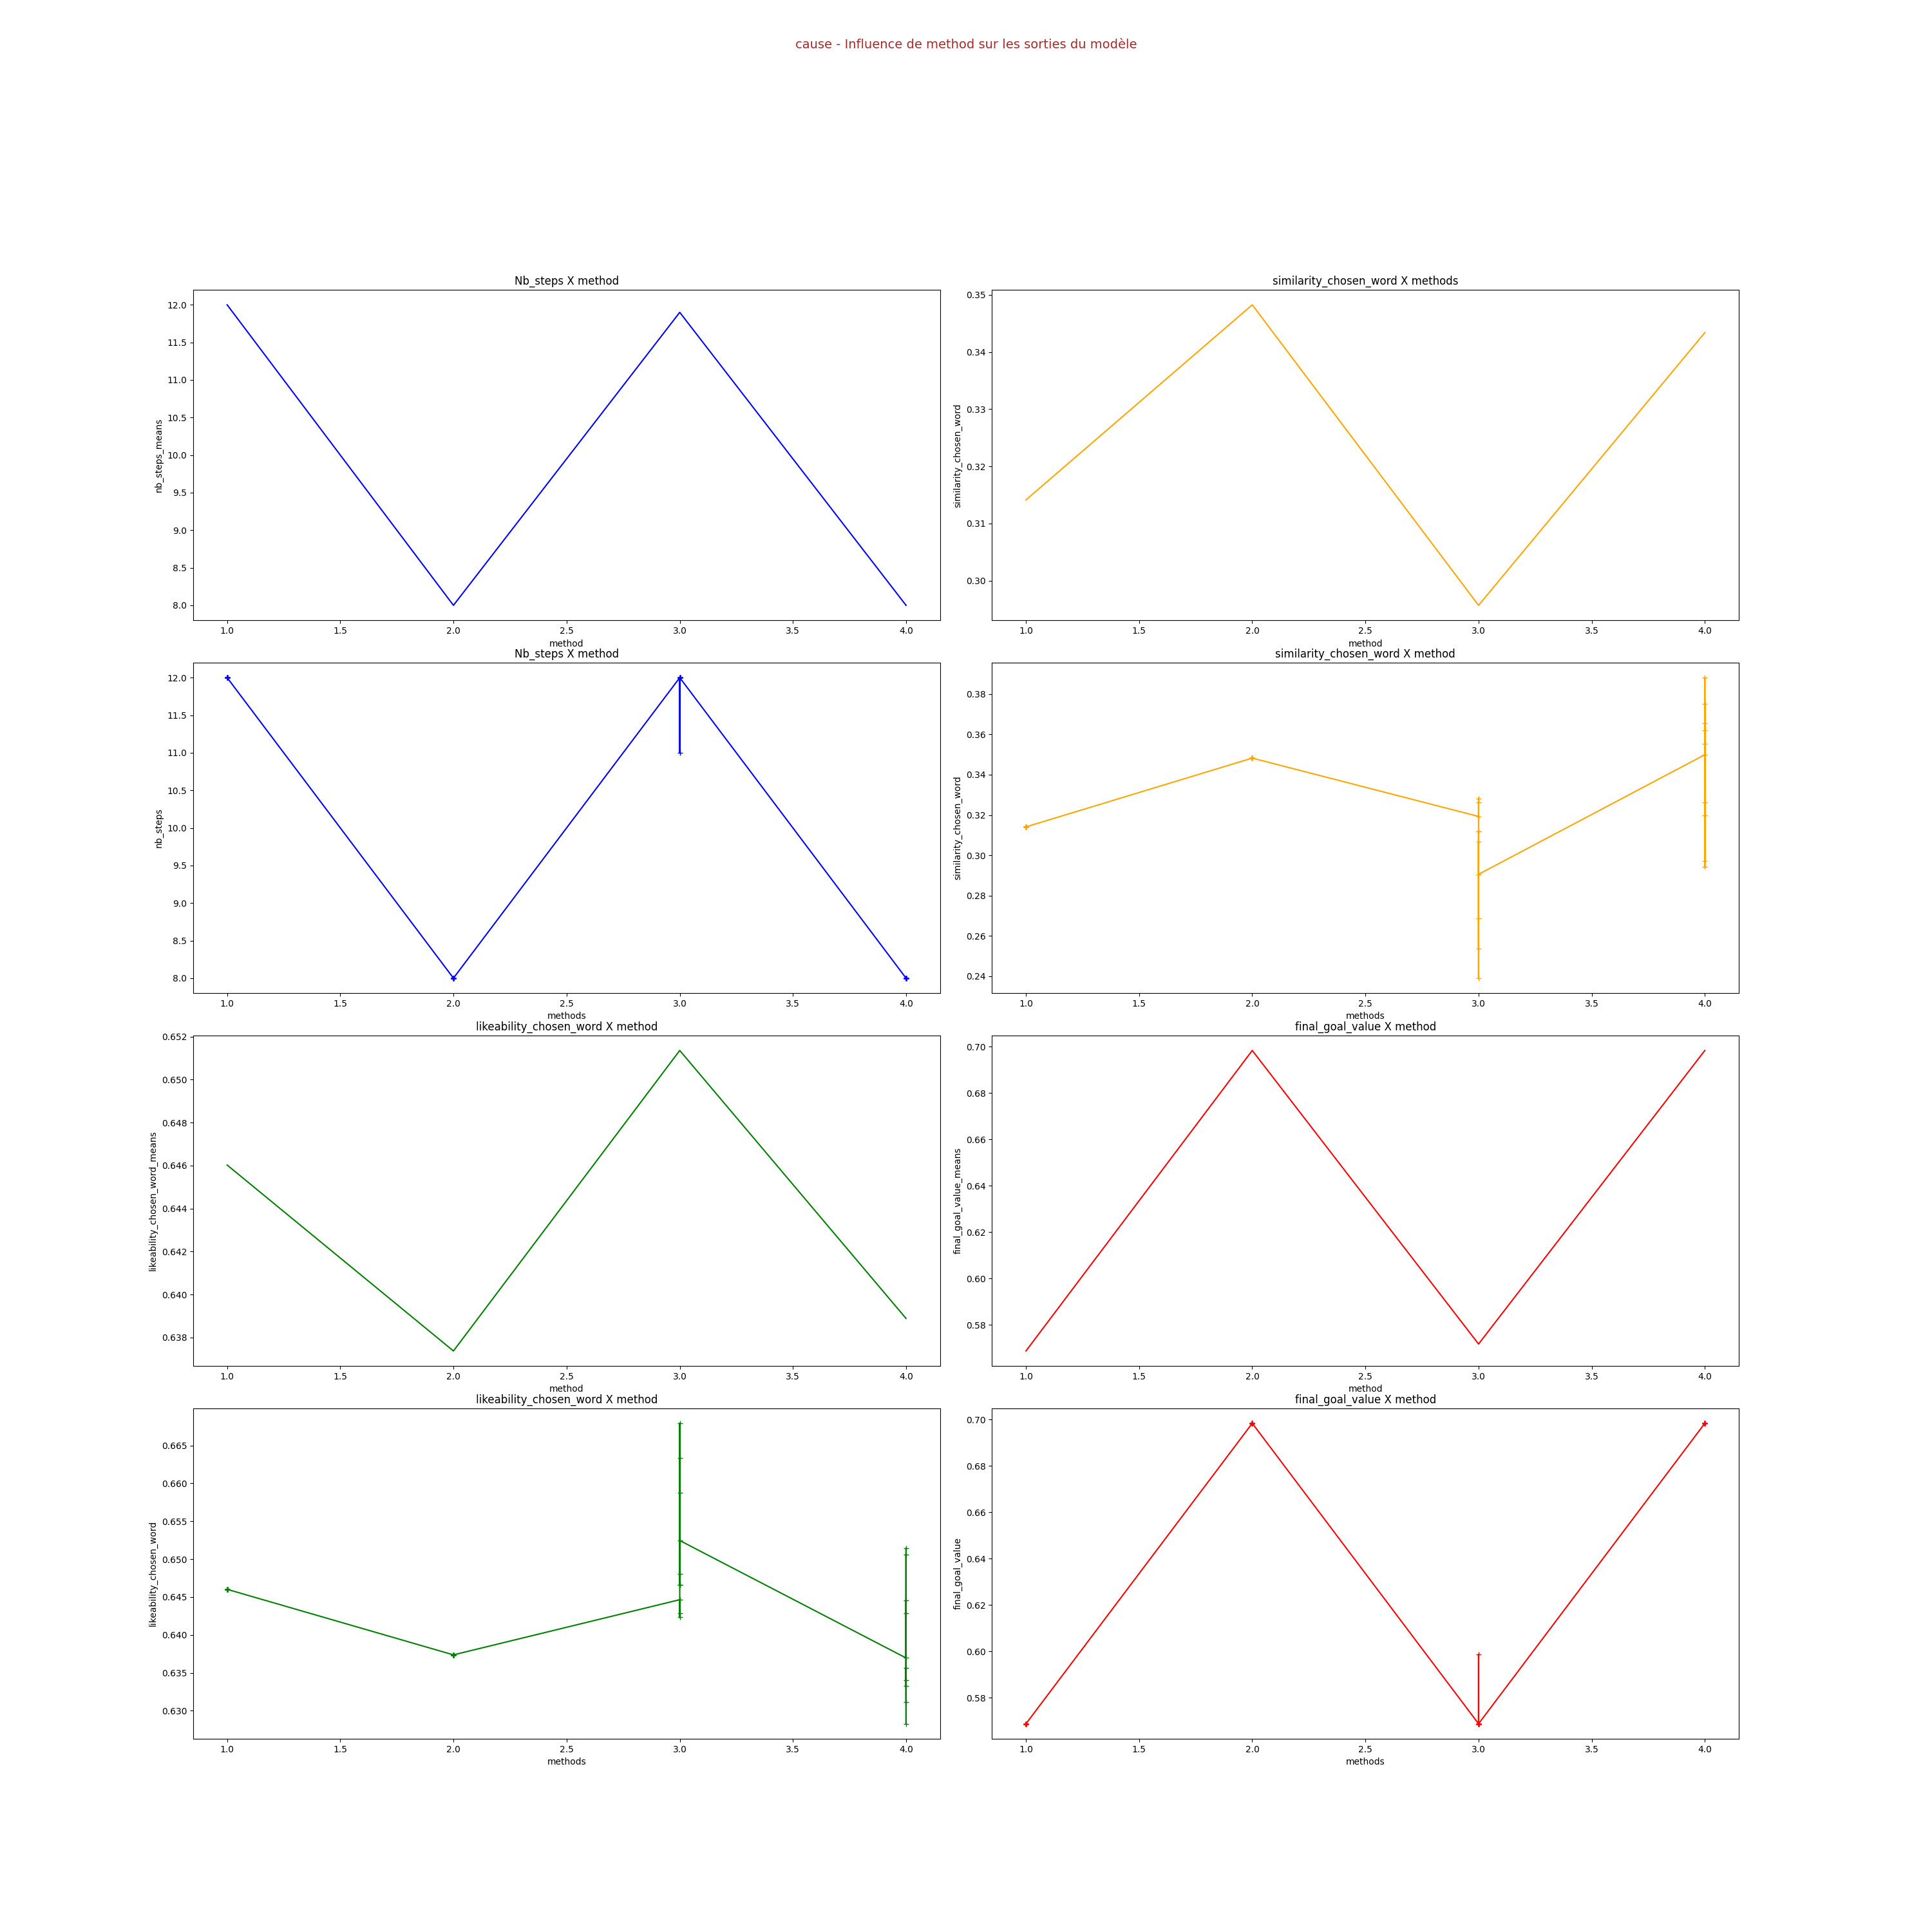 cause - Influence de method sur les sorties du modèle
Nb_steps X method
nb_steps_means
12.0
11.5
11.0
10.5
10.0
9.5
9.0
8.5
8.0
1.0 1.5 2.0 2.5 3.0 3.5 4.0
method
similarity_chosen_word X methods
similarity_chosen_word
0.35
0.34
0.33
0.32
0.31
0.30
1.0 1.5 2.0 2.5 3.0 3.5 4.0
method
Nb_steps X method
nb_steps
12.0
11.5
11.0
10.5
10.0
9.5
9.0
8.5
8.0
1.0 1.5 2.0 2.5 3.0 3.5 4.0
methods
similarity_chosen_word X method
similarity_chosen_word
0.38
0.36
0.34
0.32
0.30
0.28
0.26
0.24
1.0 1.5 2.0 2.5 3.0 3.5 4.0
methods
likeability_chosen_word X method
likeability_chosen_word_means
0.652
0.650
0.648
0.646
0.644
0.642
0.640
0.638
1.0 1.5 2.0 2.5 3.0 3.5 4.0
method
final_goal_value X method
final_goal_value_means
0.70
0.68
0.66
0.64
0.62
0.60
0.58
1.0 1.5 2.0 2.5 3.0 3.5 4.0
method
likeability_chosen_word X method
likeability_chosen_word
0.665
0.660
0.655
0.650
0.645
0.640
0.635
0.630
1.0 1.5 2.0 2.5 3.0 3.5 4.0
methods
final_goal_value X method
final_goal_value
0.70
0.68
0.66
0.64
0.62
0.60
0.58
1.0 1.5 2.0 2.5 3.0 3.5 4.0
methods